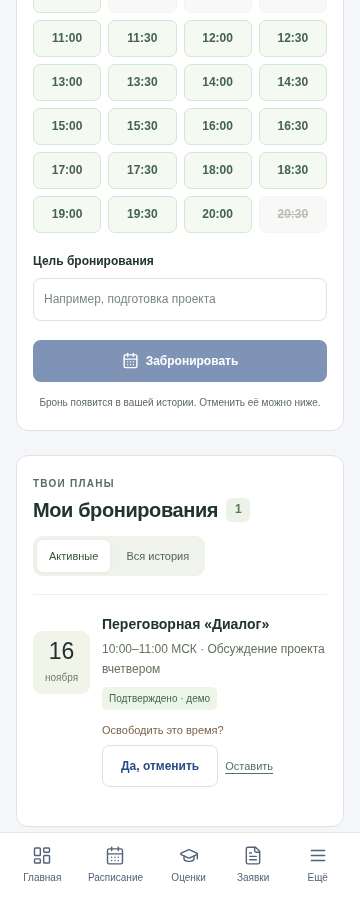 11:00 11:30 12:00 12:30
13:00 13:30 14:00 14:30
15:00 15:30 16:00 16:30
17:00 17:30 18:00 18:30
19:00 19:30 20:00 20:30
Цель бронирования
Например, подготовка проекта
Забронировать
Бронь появится в вашей истории. Отменить её можно ниже.
ТВОИ ПЛАНЫ
Мои бронирования 1
Активные Вся история
16
ноября
Переговорная «Диалог»
10:00–11:00 МСК · Обсуждение проекта
вчетвером
Подтверждено · демо
Освободить это время?
Да, отменить Оставить
Главная Расписание Оценки Заявки Ещё